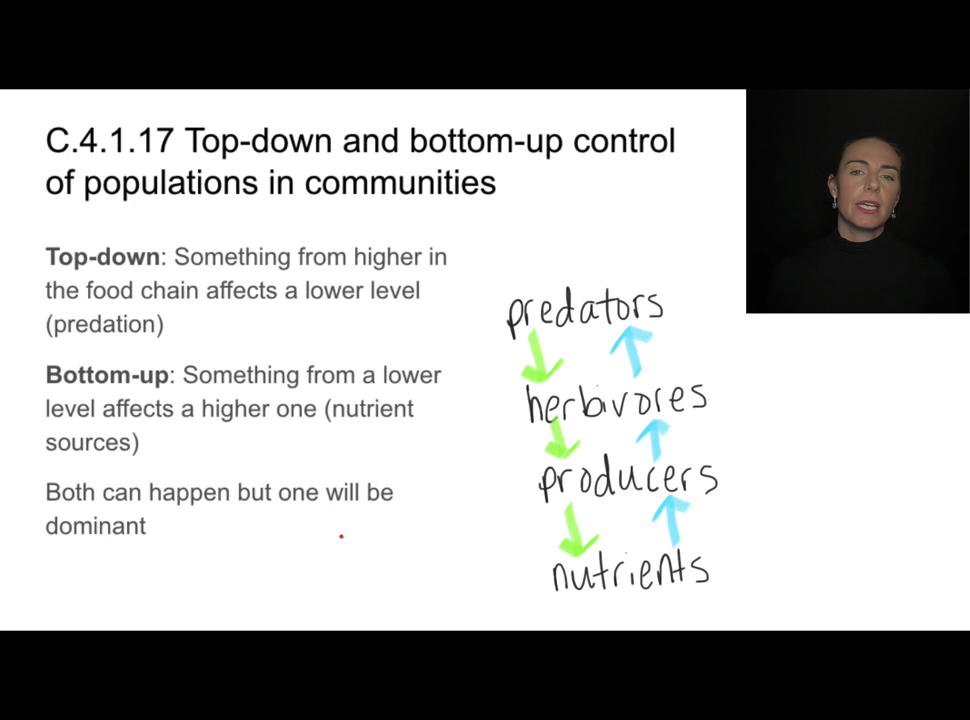 C.4.1.17 Top-down and bottom-up control
of populations in communities
Top-down: Something from higher in
the food chain affects a lower level
(predation)
Bottom-up: Something from a lower
level affects a higher one (nutrient
sources)
Both can happen but one will be
dominant
predators
herbivores
producers
nutrients